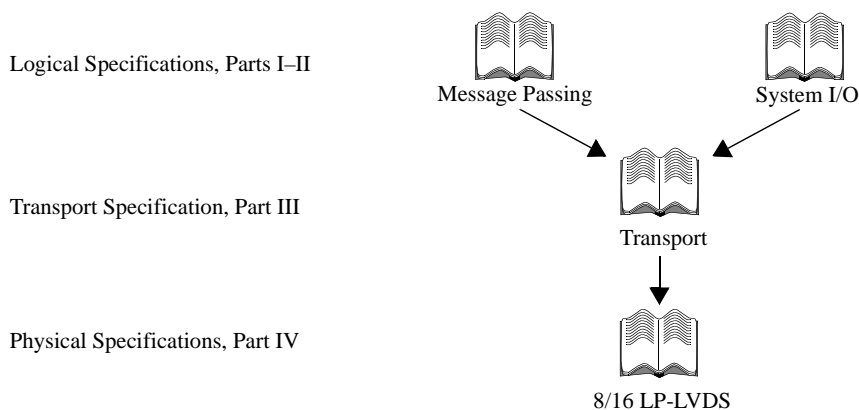 Logical Specifications, Parts I–II
Message Passing
System I/O
Transport Specification, Part III
Transport
Physical Specifications, Part IV
8/16 LP-LVDS